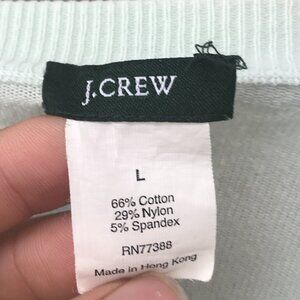 J.CREW
L
66% Cotton
29% Nylon
5% Spandex
RN77388
Made in Hong Kong